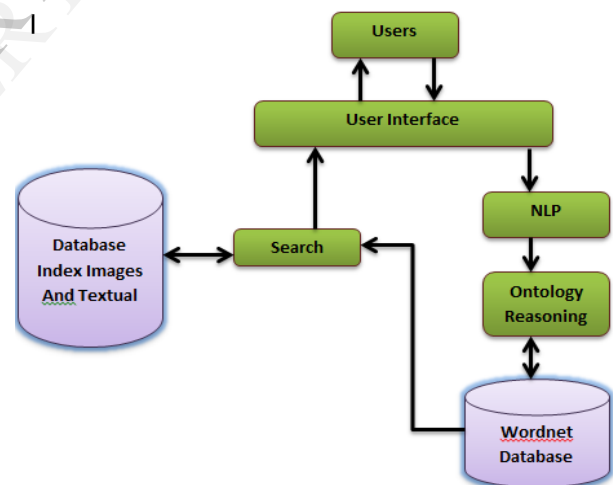 Users
User Interface
NLP
Database
Index Images
And Textual
Search
Ontology
Reasoning
Wordnet
Database